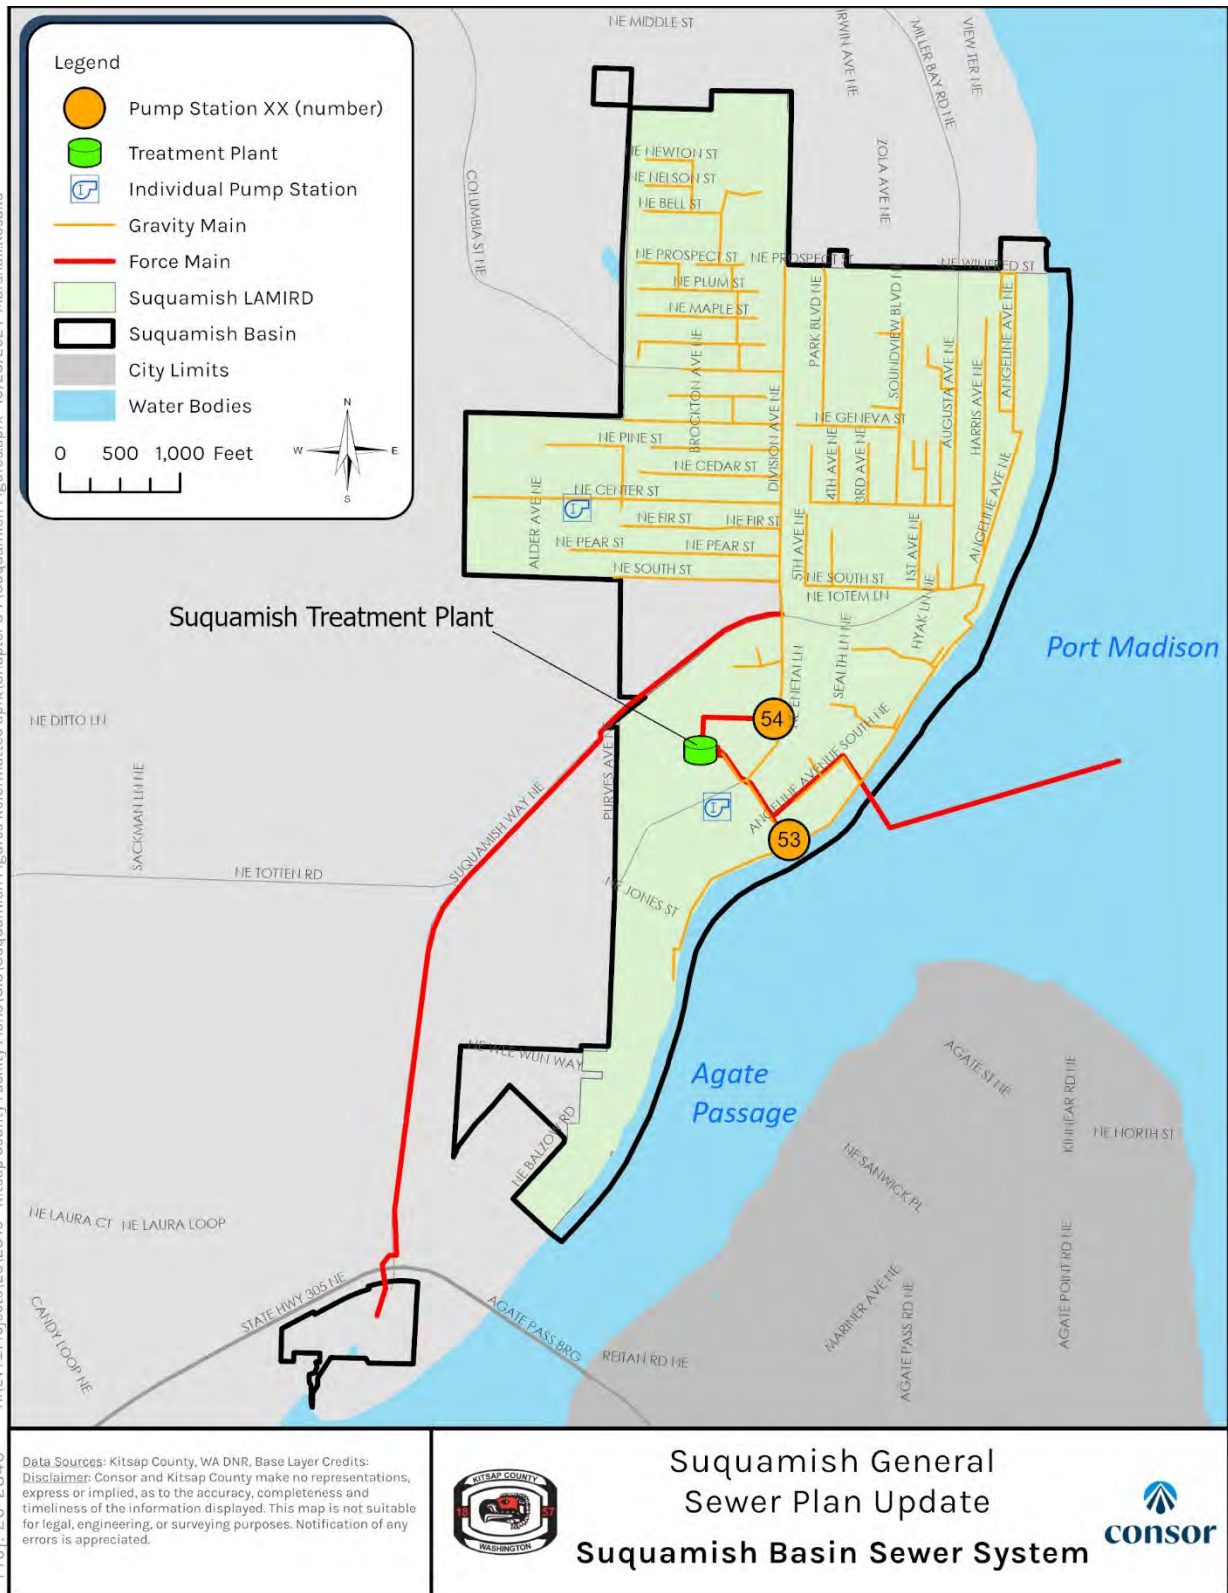 Legend
Pump Station XX (number)
Treatment Plant
Individual Pump Station
Gravity Main
Force Main
Suquamish LAMIRD
Suquamish Basin
City Limits
Water Bodies
0 500 1,000 Feet
N
W E
S
NE MIDDLE ST
IRWIN AVE NE
MILLER BAY RD NE
VIEW TER NE
ZOLA AVE NE
COLUMBIA ST NE
NE NEWTON ST
NE NELSON ST
NE BELL ST
NE PROSPECT ST
NE PROSPECT ST
NE WINFRED ST
NE PLUM ST
NE MAPLE ST
BROCKTON AVE NE
DIVISION AVE NE
PARK BLVD NE
SOUNDVIEW BLVD NE
AUGUSTA AVE NE
HARRIS AVE NE
ANGELINE AVE NE
NE GENEVA ST
NE PINE ST
NE CEDAR ST
4TH AVE NE
3RD AVE NE
NE CENTER ST
ALDER AVE NE
NE FIR ST
NE FIR ST
NE PEAR ST
NE PEAR ST
5TH AVE NE
1ST AVE NE
ANGELINE AVE NE
NE SOUTH ST
NE SOUTH ST
NE TOTEM LN
HYAK LN NE
SEALTH LN NE
NE ENETAI LN
Suquamish Treatment Plant
Port Madison
54
ANGELINE AVENUE SOUTH NE
53
NE DITTO LN
SACKMAN LN NE
PURVES AVE N
SUQUAMISH WAY NE
NE TOTTEN RD
NE JONES ST
NE WEE WUN WAY
NE BALZOW RD
Agate
Passage
AGATE ST NE
KINNEAR RD NE
NE NORTH ST
NE SANWICK PL
NE LAURA CT
NE LAURA LOOP
STATE HWY 305 NE
CANDY LOOP NE
AGATE PASS BRG
REITAN RD NE
MARINER AVE NE
AGATE PASS RD NE
AGATE POINT RD NE
Data Sources: Kitsap County, WA DNR, Base Layer Credits:
Disclaimer: Consor and Kitsap County make no representations,
express or implied, as to the accuracy, completeness and
timeliness of the information displayed. This map is not suitable
for legal, engineering, or surveying purposes. Notification of any
errors is appreciated.
KITSAP COUNTY
18 57
WASHINGTON
Suquamish General
Sewer Plan Update
Suquamish Basin Sewer System
consor